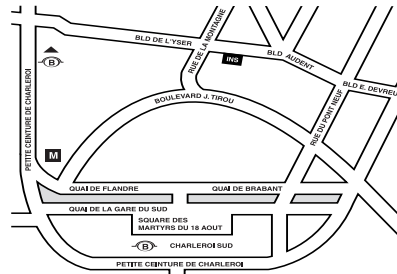 BLD DE L'YSER
RUE DE LA MONTAGNE
INS
BLD AUDENT
BLD E. DEVREU
B
PETITE CEINTURE DE CHARLEROI
BOULEVARD J. TIROU
RUE DU PONT NEUF
M
QUAI DE FLANDRE
QUAI DE BRABANT
QUAI DE LA GARE DU SUD
SQUARE DES
MARTYRS DU 18 AOUT
B
CHARLEROI SUD
PETITE CEINTURE DE CHARLEROI